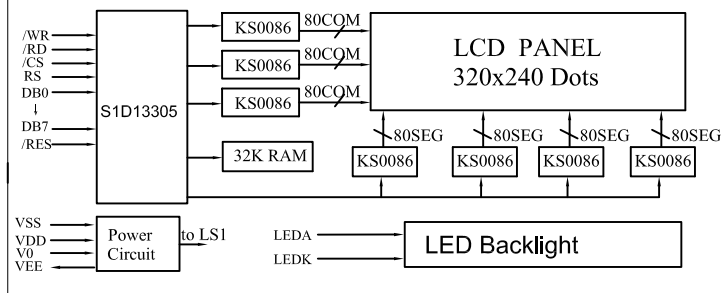 /WR
/RD
/CS
RS
DB0
↓
DB7
/RES
S1D13305
KS0086
80COM
KS0086
80COM
KS0086
80COM
32K RAM
LCD PANEL
320x240 Dots
80SEG
80SEG
80SEG
80SEG
KS0086
KS0086
KS0086
KS0086
VSS
VDD
V0
VEE
Power
Circuit
to LS1
LEDA
LEDK
LED Backlight